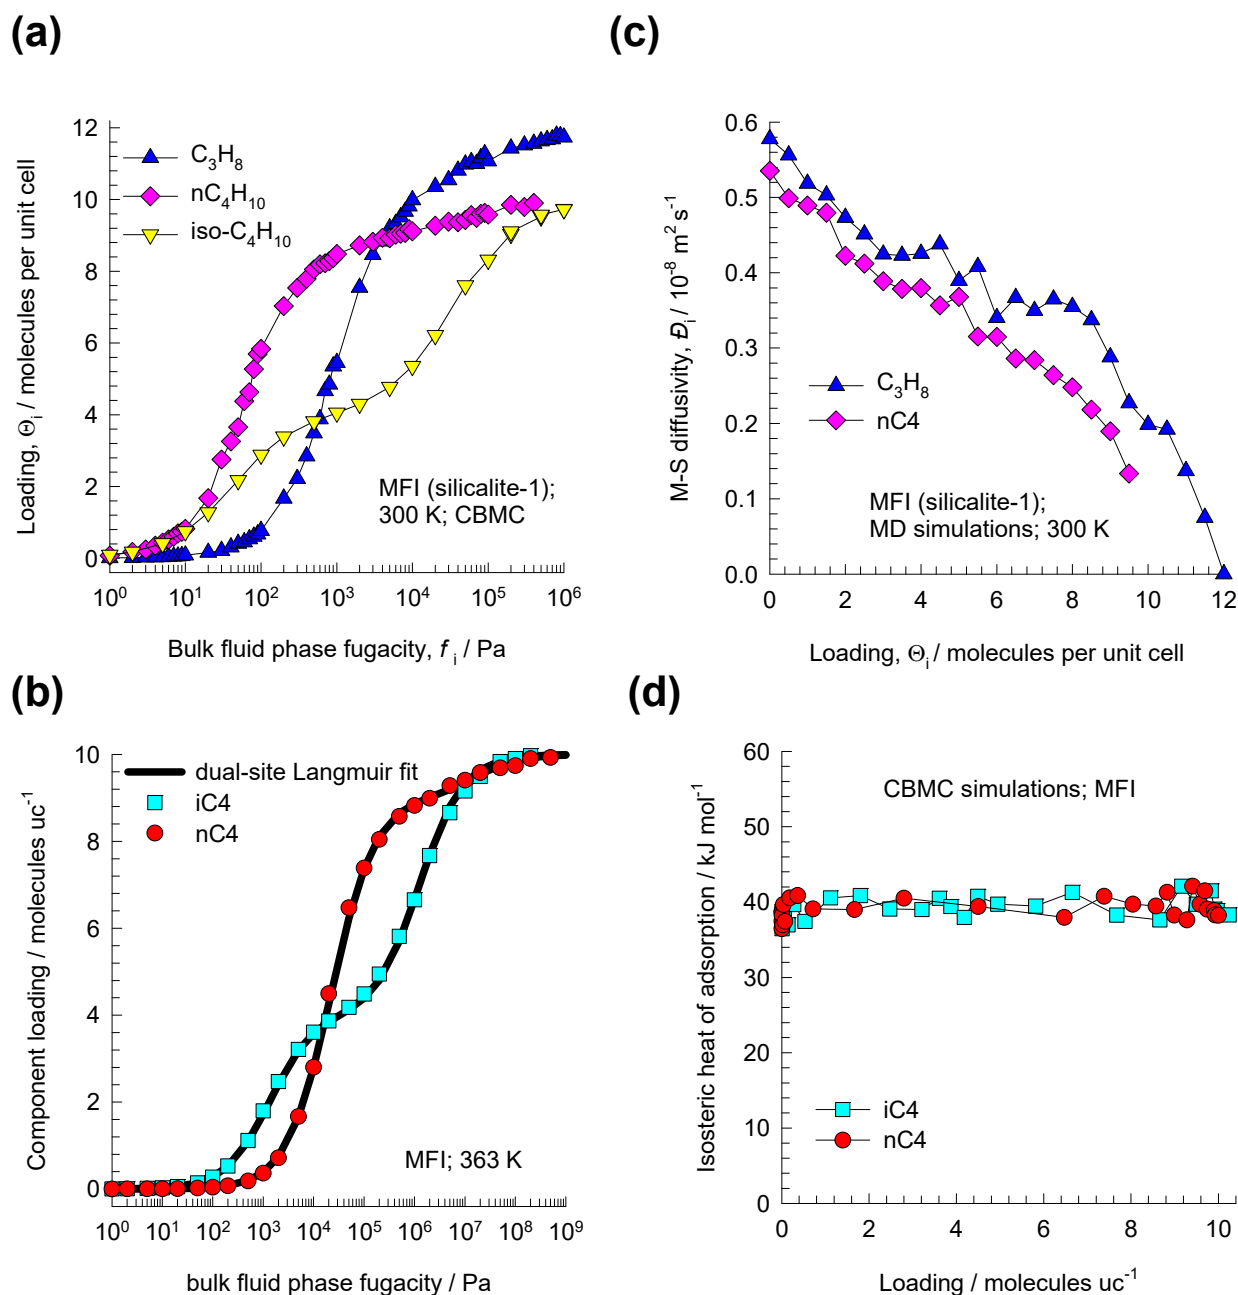 (a)
Loading, Θi / molecules per unit cell
12
10
8
6
4
2
0
C3H8
nC4H10
iso-C4H10
MFI (silicalite-1);
300 K; CBMC
10^0 10^1 10^2 10^3 10^4 10^5 10^6
Bulk fluid phase fugacity, f i / Pa
(c)
M-S diffusivity, Đi / 10^-8 m^2 s^-1
0.6
0.5
0.4
0.3
0.2
0.1
0.0
C3H8
nC4
MFI (silicalite-1);
MD simulations; 300 K
0 2 4 6 8 10 12
Loading, Θi / molecules per unit cell
(b)
Component loading / molecules uc^-1
10
8
6
4
2
0
dual-site Langmuir fit
iC4
nC4
MFI; 363 K
10^0 10^1 10^2 10^3 10^4 10^5 10^6 10^7 10^8 10^9
bulk fluid phase fugacity / Pa
(d)
Isosteric heat of adsorption / kJ mol^-1
60
50
40
30
20
10
0
CBMC simulations; MFI
iC4
nC4
0 2 4 6 8 10
Loading / molecules uc^-1